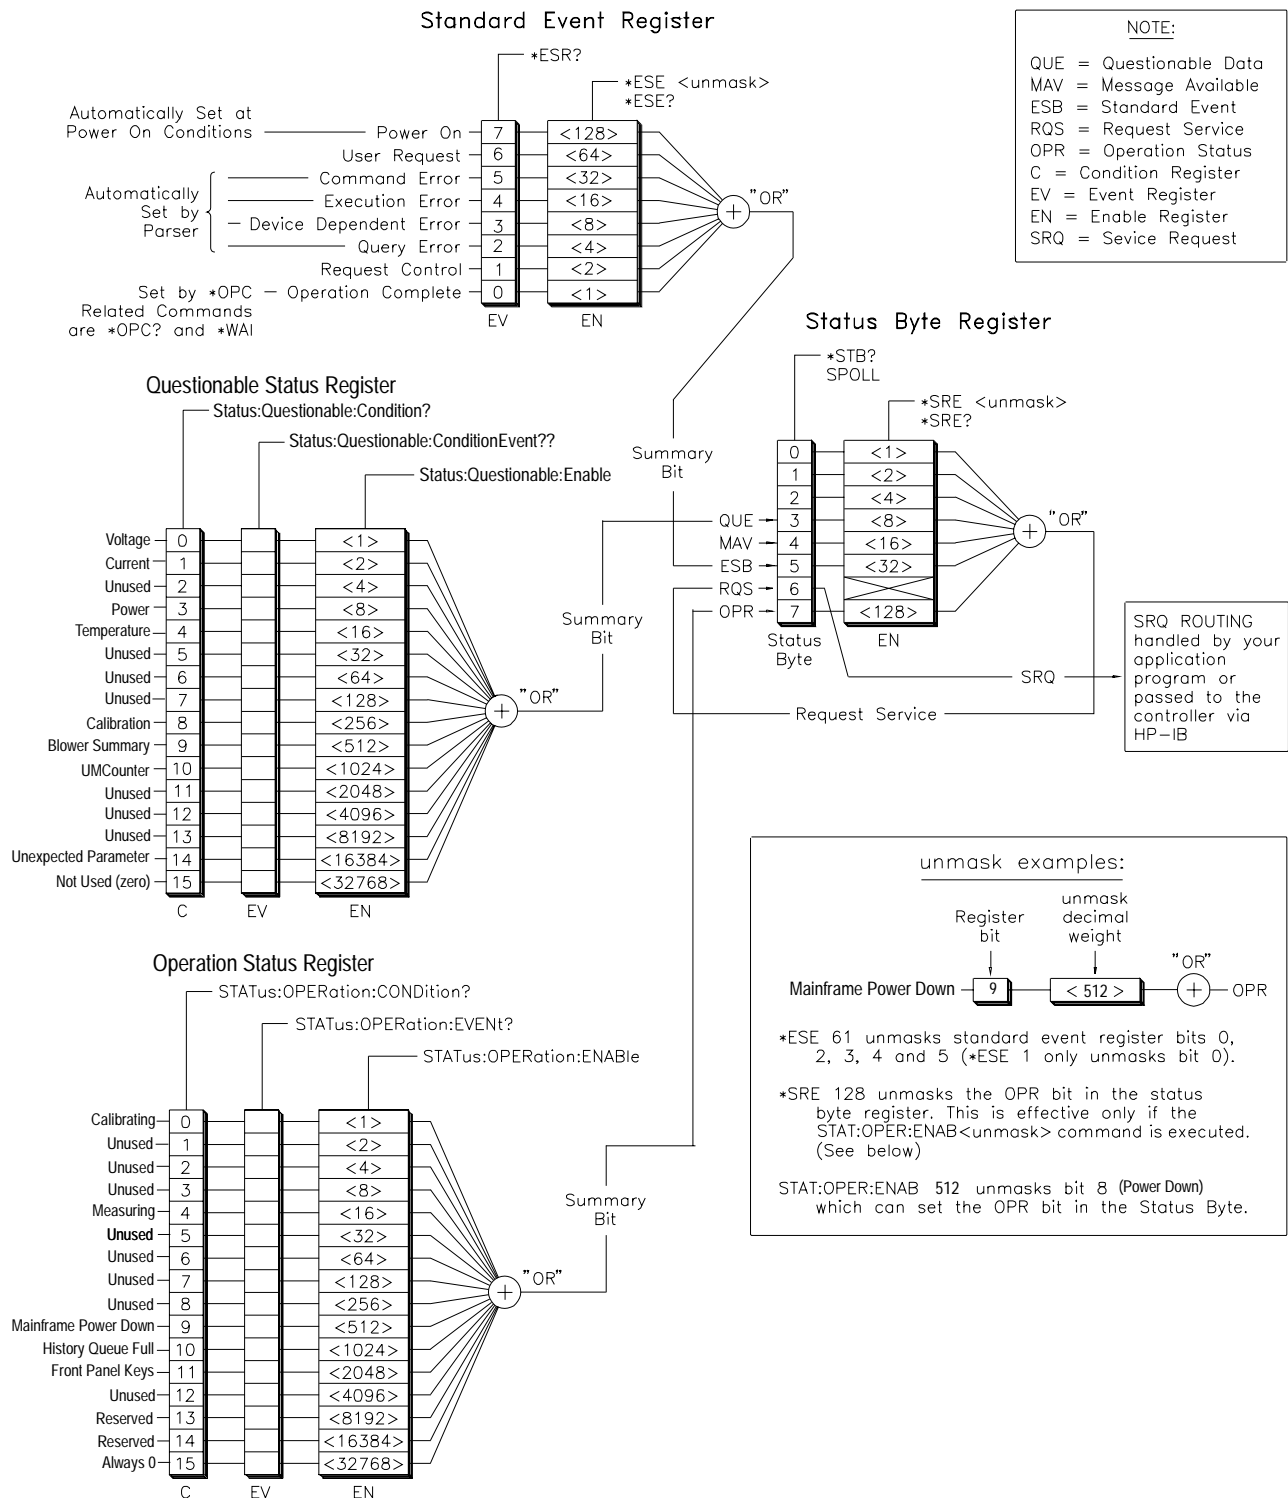 Standard Event Register
*ESR?
*ESE <unmask>
*ESE?
Automatically Set at
Power On Conditions
Power On 7 <128>
User Request 6 <64>
Command Error 5 <32>
Automatically
Set by
Parser
Execution Error 4 <16>
Device Dependent Error 3 <8>
Query Error 2 <4>
Request Control 1 <2>
Set by *OPC
Related Commands
are *OPC? and *WAI
Operation Complete 0 <1>
EV EN
+ "OR"
NOTE:
QUE = Questionable Data
MAV = Message Available
ESB = Standard Event
RQS = Request Service
OPR = Operation Status
C = Condition Register
EV = Event Register
EN = Enable Register
SRQ = Sevice Request
Status Byte Register
*STB?
SPOLL
*SRE <unmask>
*SRE?
Summary
Bit
0 <1>
1 <2>
2 <4>
QUE 3 <8>
MAV 4 <16>
ESB 5 <32>
RQS 6
OPR 7 <128>
Status
Byte
EN
+ "OR"
SRQ
Request Service
SRQ ROUTING
handled by your
application
program or
passed to the
controller via
HP-IB
Questionable Status Register
Status:Questionable:Condition?
Status:Questionable:ConditionEvent??
Status:Questionable:Enable
Voltage 0 <1>
Current 1 <2>
Unused 2 <4>
Power 3 <8>
Temperature 4 <16>
Unused 5 <32>
Unused 6 <64>
Unused 7 <128>
Calibration 8 <256>
Blower Summary 9 <512>
UMCounter 10 <1024>
Unused 11 <2048>
Unused 12 <4096>
Unused 13 <8192>
Unexpected Parameter 14 <16384>
Not Used (zero) 15 <32768>
C EV EN
+ "OR"
Summary
Bit
unmask examples:
Register
bit
unmask
decimal
weight
"OR"
Mainframe Power Down 9 < 512 > + OPR
*ESE 61 unmasks standard event register bits 0,
2, 3, 4 and 5 (*ESE 1 only unmasks bit 0).
*SRE 128 unmasks the OPR bit in the status
byte register. This is effective only if the
STAT:OPER:ENAB<unmask> command is executed.
(See below)
STAT:OPER:ENAB 512 unmasks bit 8 (Power Down)
which can set the OPR bit in the Status Byte.
Operation Status Register
STATus:OPERation:CONDition?
STATus:OPERation:EVENt?
STATus:OPERation:ENABle
Calibrating 0 <1>
Unused 1 <2>
Unused 2 <4>
Unused 3 <8>
Measuring 4 <16>
Unused 5 <32>
Unused 6 <64>
Unused 7 <128>
Unused 8 <256>
Mainframe Power Down 9 <512>
History Queue Full 10 <1024>
Front Panel Keys 11 <2048>
Unused 12 <4096>
Reserved 13 <8192>
Reserved 14 <16384>
Always 0 15 <32768>
C EV EN
+ "OR"
Summary
Bit